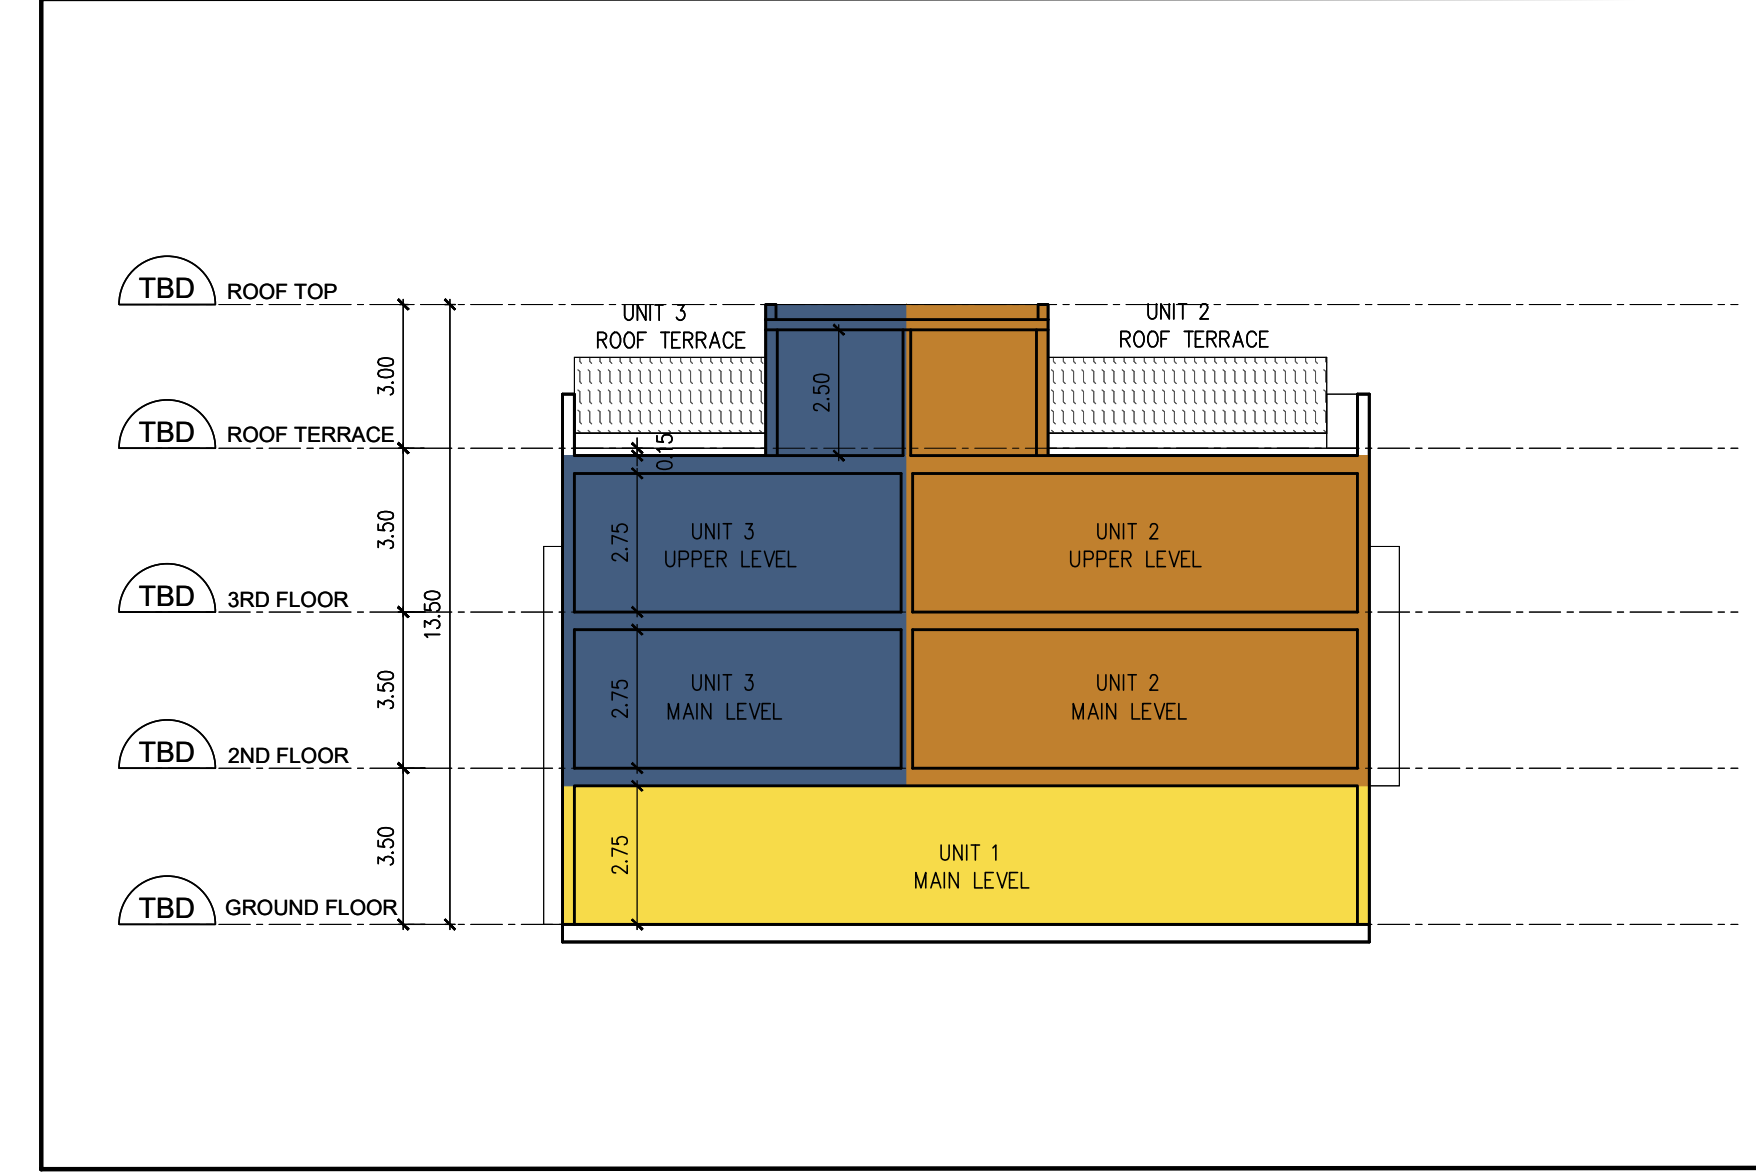 TBD ROOF TOP
UNIT 3
ROOF TERRACE
UNIT 2
ROOF TERRACE
3.00
2.50
TBD ROOF TERRACE
0.15
3.50
2.75
UNIT 3
UPPER LEVEL
UNIT 2
UPPER LEVEL
TBD 3RD FLOOR
13.50
3.50
2.75
UNIT 3
MAIN LEVEL
UNIT 2
MAIN LEVEL
TBD 2ND FLOOR
3.50
2.75
UNIT 1
MAIN LEVEL
TBD GROUND FLOOR